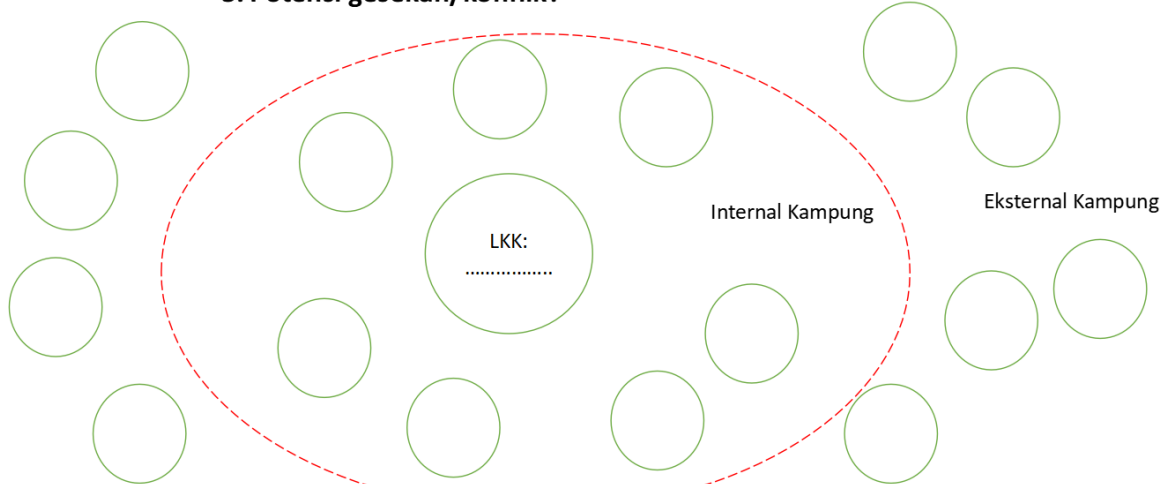 Internal Kampung
Eksternal Kampung
LKK:
................